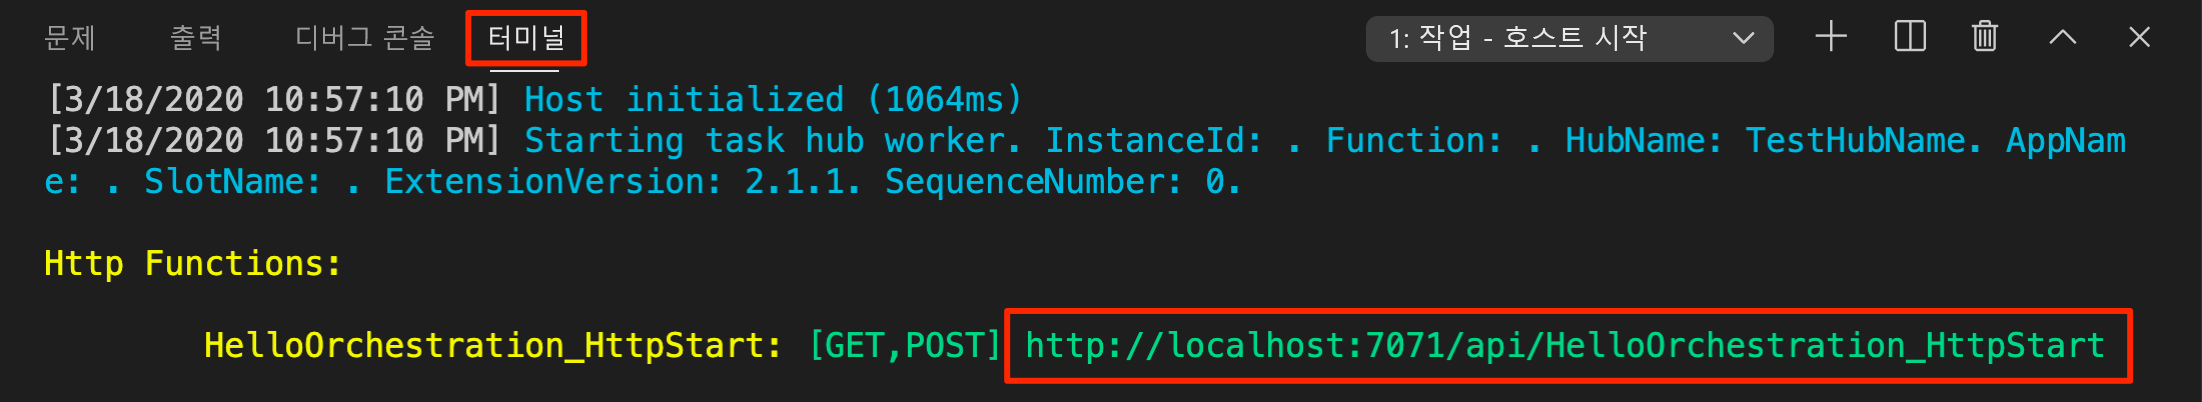 문제 출력 디버그 콘솔 터미널 1: 작업 - 호스트 시작
[3/18/2020 10:57:10 PM] Host initialized (1064ms)
[3/18/2020 10:57:10 PM] Starting task hub worker. InstanceId: . Function: . HubName: TestHubName. AppNam
e: . SlotName: . ExtensionVersion: 2.1.1. SequenceNumber: 0.
Http Functions:
HelloOrchestration_HttpStart: [GET,POST] http://localhost:7071/api/HelloOrchestration_HttpStart